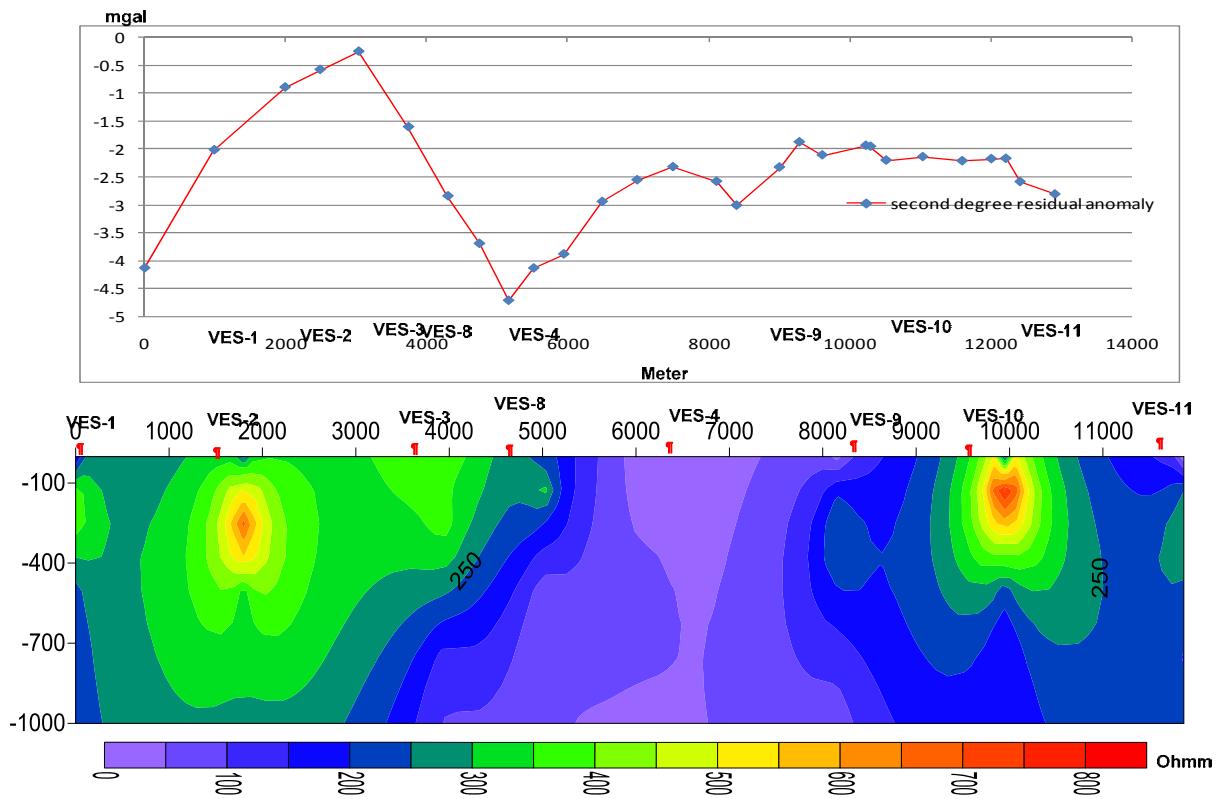 mgal
0
-0.5
-1
-1.5
-2
-2.5
-3
-3.5
-4
-4.5
-5
second degree residual anomaly
VES-1 VES-2 VES-3 VES-8 VES-4 VES-9 VES-10 VES-11
0 2000 4000 6000 8000 10000 12000 14000
Meter
VES-1 VES-2 VES-3 VES-8 VES-4 VES-9 VES-10 VES-11
0 1000 2000 3000 4000 5000 6000 7000 8000 9000 10000 11000
¶ ¶ ¶ ¶ ¶ ¶ ¶ ¶
-100
-400
-700
-1000
250
250
0 100 200 300 400 500 600 700 800
Ohmm